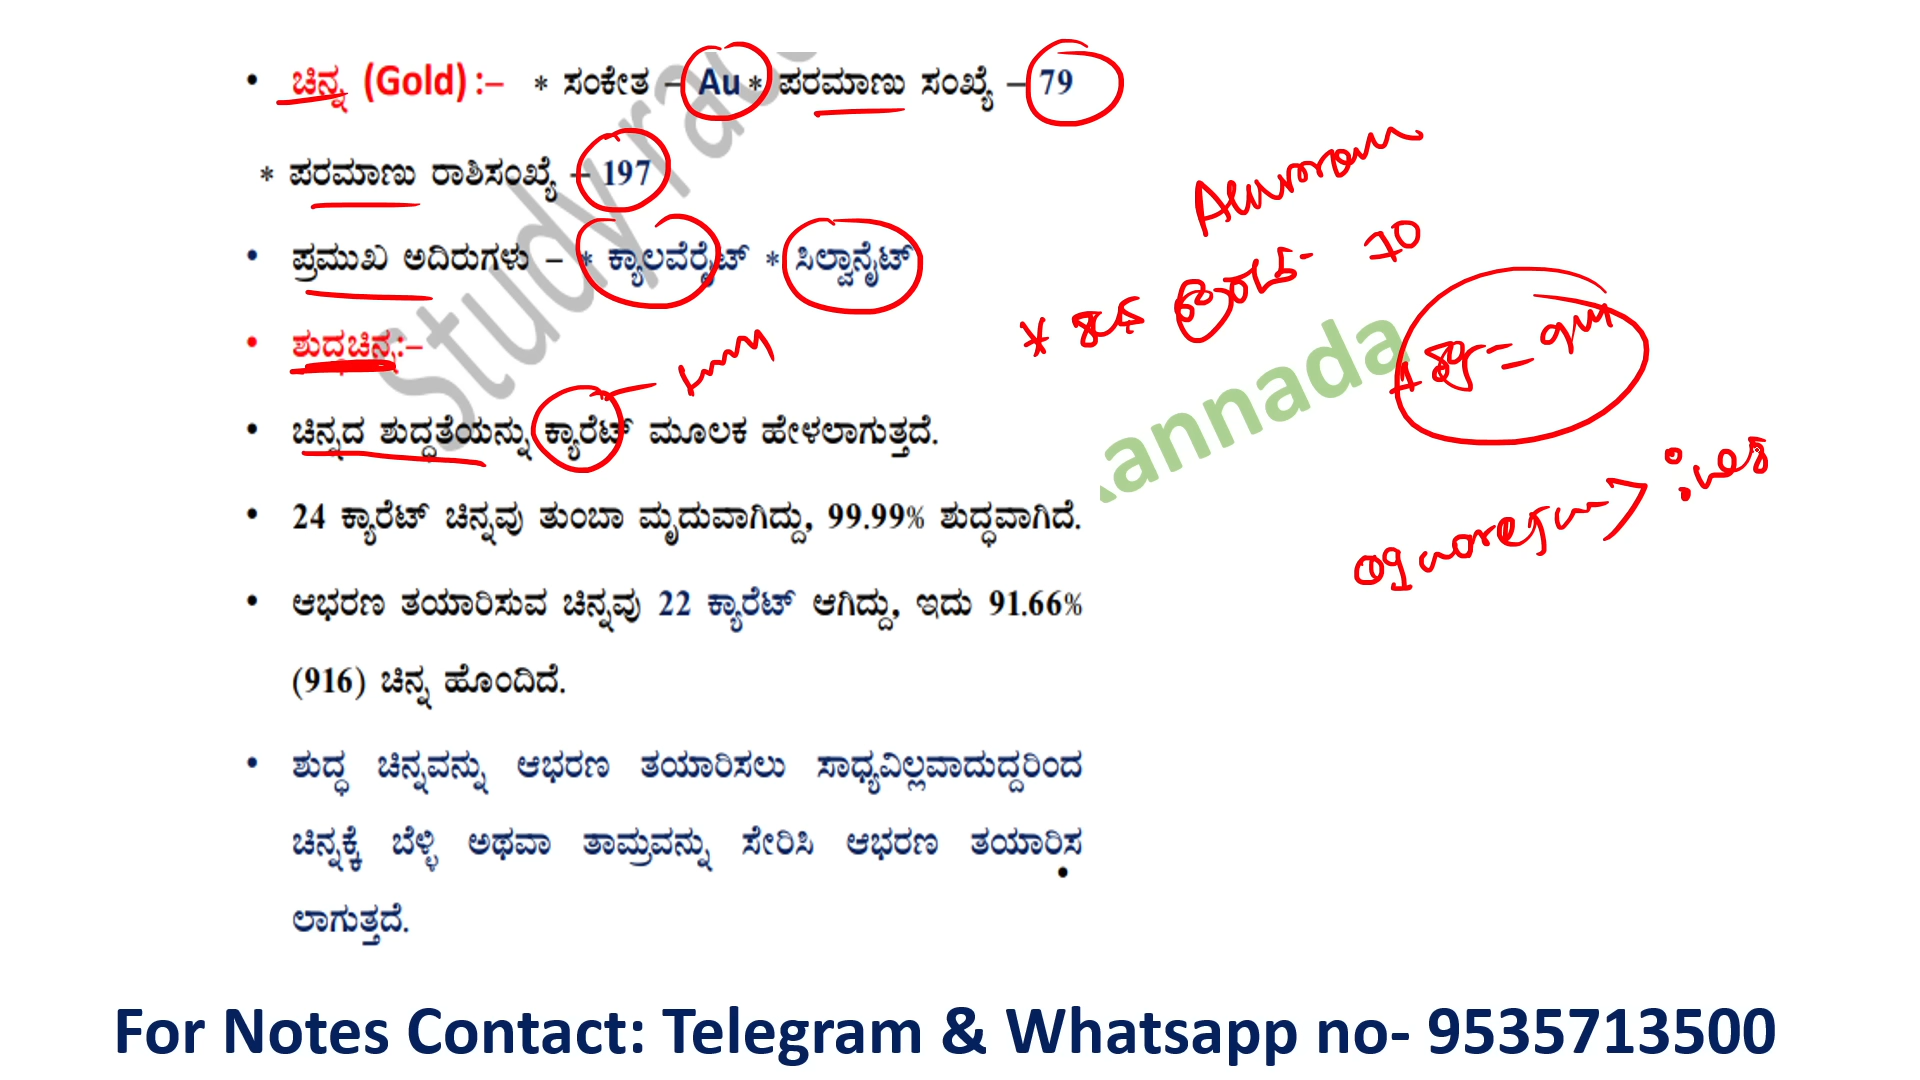 • ಚಿನ್ನ (Gold) :– * ಸಂಕೇತ – Au * ಪರಮಾಣು ಸಂಖ್ಯೆ – 79
* ಪರಮಾಣು ರಾಶಿಸಂಖ್ಯೆ – 197
• ಪ್ರಮುಖ ಅದಿರುಗಳು – * ಕ್ಯಾಲವೆರೈಟ್ * ಸಿಲ್ವಾನೈಟ್
• ಶುದ್ಧಚಿನ್ನ:–
• ಚಿನ್ನದ ಶುದ್ಧತೆಯನ್ನು ಕ್ಯಾರೆಟ್ ಮೂಲಕ ಹೇಳಲಾಗುತ್ತದೆ.
• 24 ಕ್ಯಾರೆಟ್ ಚಿನ್ನವು ತುಂಬಾ ಮೃದುವಾಗಿದ್ದು, 99.99% ಶುದ್ಧವಾಗಿದೆ.
• ಆಭರಣ ತಯಾರಿಸುವ ಚಿನ್ನವು 22 ಕ್ಯಾರೆಟ್ ಆಗಿದ್ದು, ಇದು 91.66%
(916) ಚಿನ್ನ ಹೊಂದಿದೆ.
• ಶುದ್ಧ ಚಿನ್ನವನ್ನು ಆಭರಣ ತಯಾರಿಸಲು ಸಾಧ್ಯವಿಲ್ಲವಾದುದ್ದರಿಂದ
ಚಿನ್ನಕ್ಕೆ ಬೆಳ್ಳಿ ಅಥವಾ ತಾಮ್ರವನ್ನು ಸೇರಿಸಿ ಆಭರಣ ತಯಾರಿಸ
ಲಾಗುತ್ತದೆ.
annada
For Notes Contact: Telegram & Whatsapp no- 9535713500